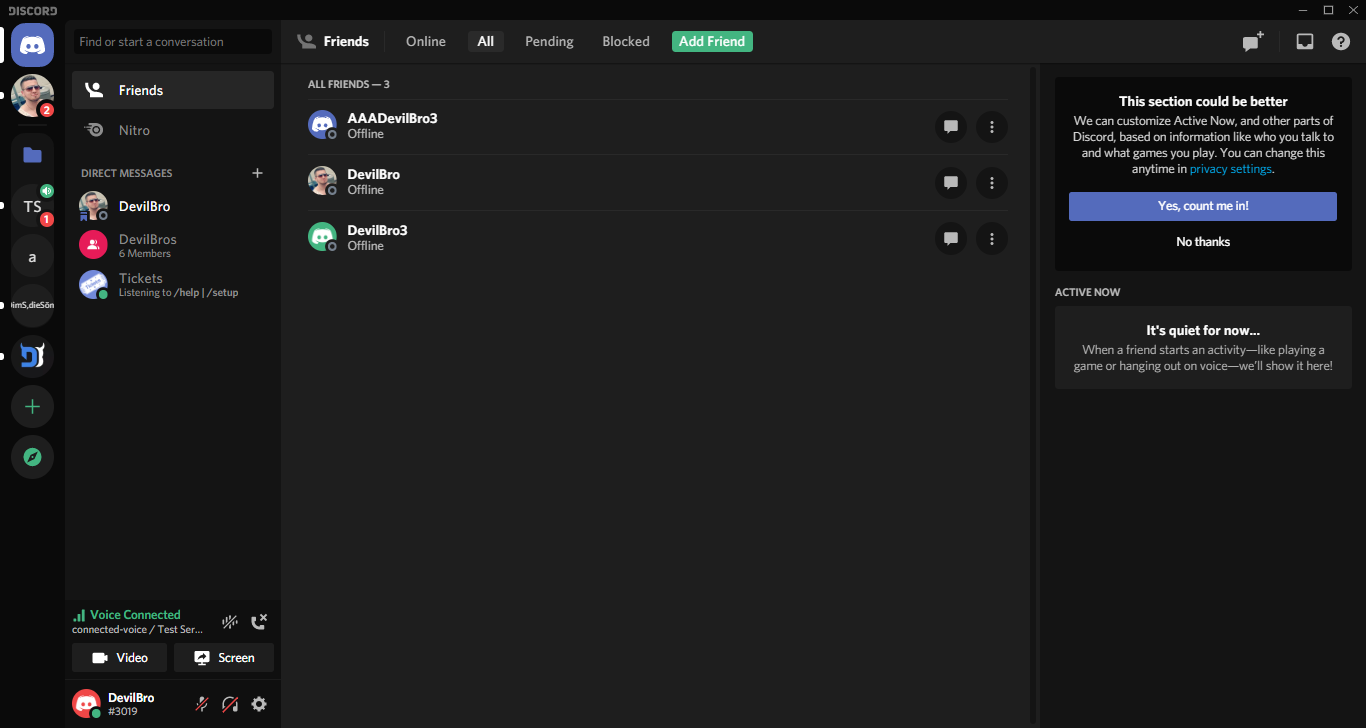 DISCORD
Find or start a conversation
Friends
Online
All
Pending
Blocked
Add Friend
2
TS
1
a
Friends
Nitro
DIRECT MESSAGES
DevilBro
DevilBros
6 Members
Tickets
Listening to /help | /setup
Voice Connected
connected-voice / Test Ser...
Video
Screen
DevilBro
#3019
ALL FRIENDS — 3
AAADevilBro3
Offline
DevilBro
Offline
DevilBro3
Offline
This section could be better
We can customize Active Now, and other parts of
Discord, based on information like who you talk to
and what games you play. You can change this
anytime in privacy settings.
Yes, count me in!
No thanks
ACTIVE NOW
It's quiet for now...
When a friend starts an activity—like playing a
game or hanging out on voice—we'll show it here!